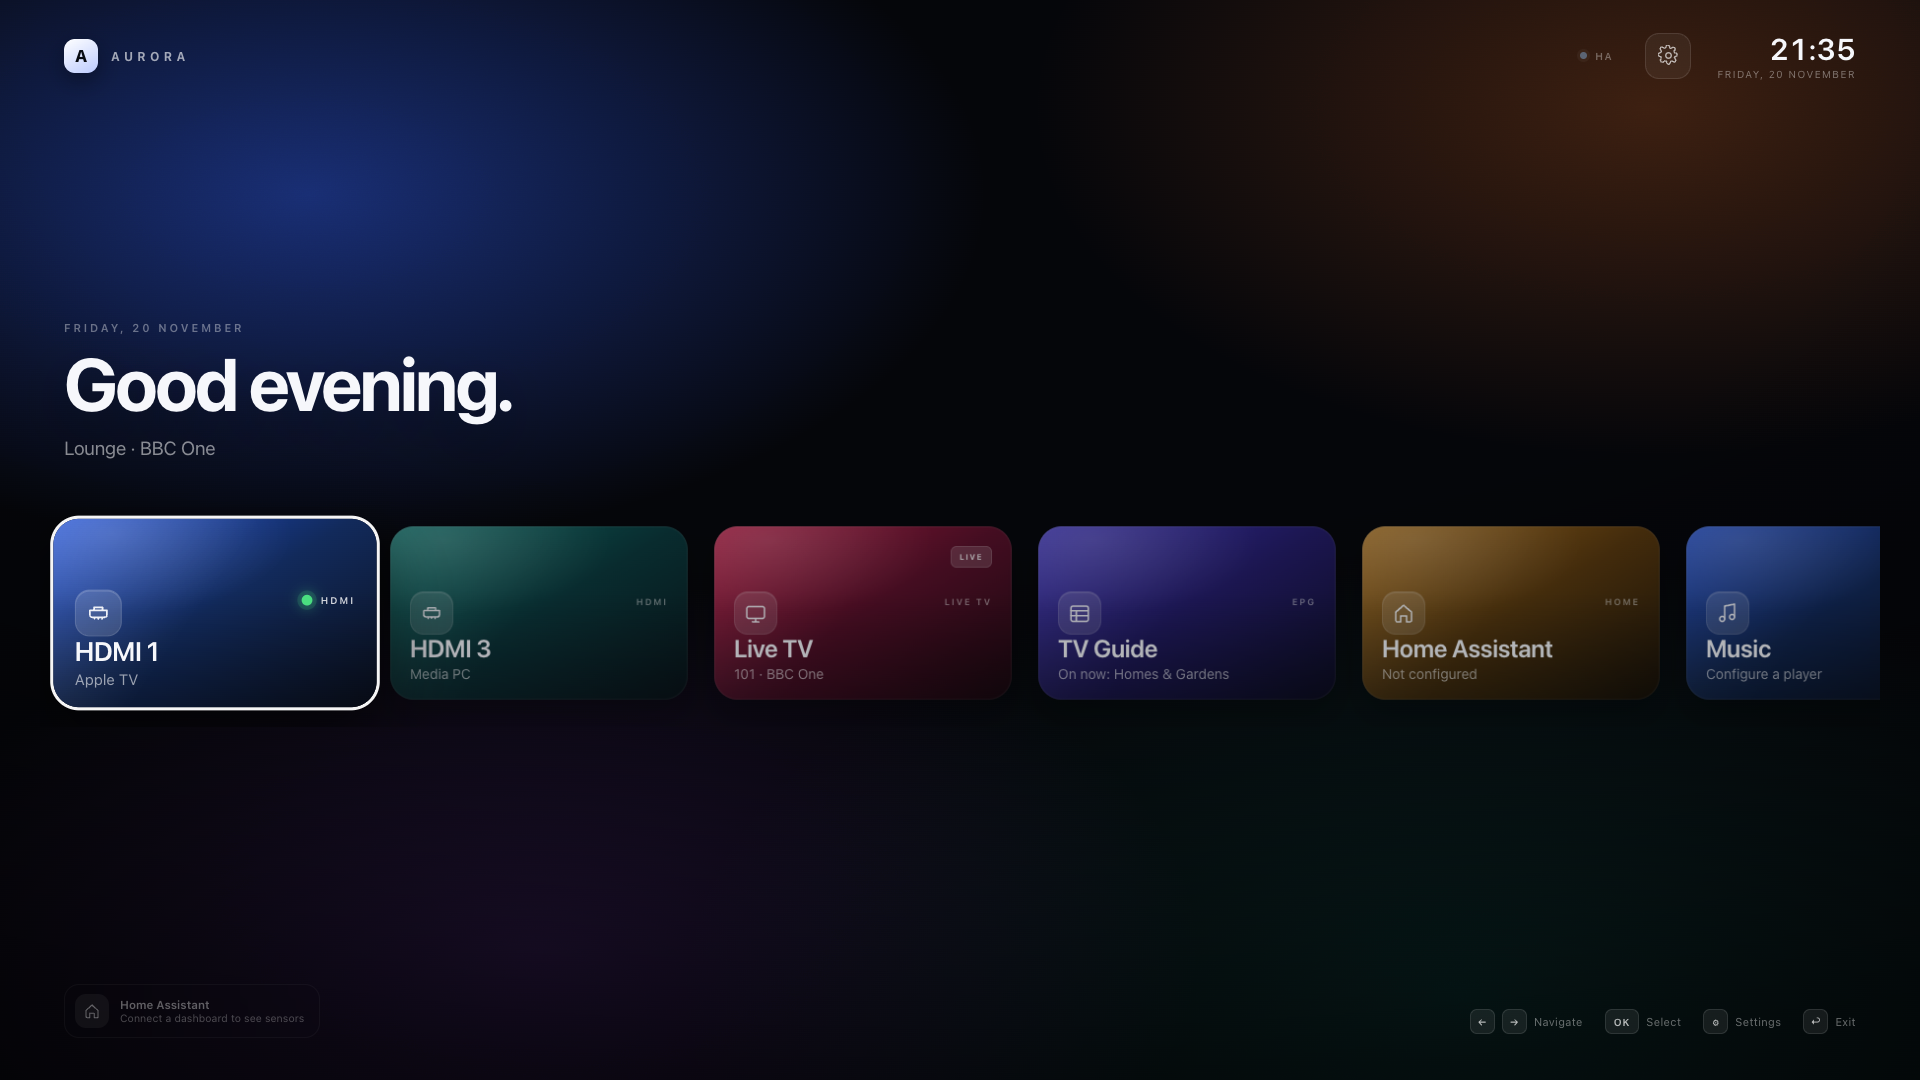 A AURORA
HA
21:35
FRIDAY, 20 NOVEMBER
FRIDAY, 20 NOVEMBER
Good evening.
Lounge · BBC One
HDMI
HDMI 1
Apple TV
HDMI
HDMI 3
Media PC
LIVE
LIVE TV
Live TV
101 · BBC One
EPG
TV Guide
On now: Homes & Gardens
HOME
Home Assistant
Not configured
Music
Configure a player
Home Assistant
Connect a dashboard to see sensors
← → Navigate OK Select Settings Exit